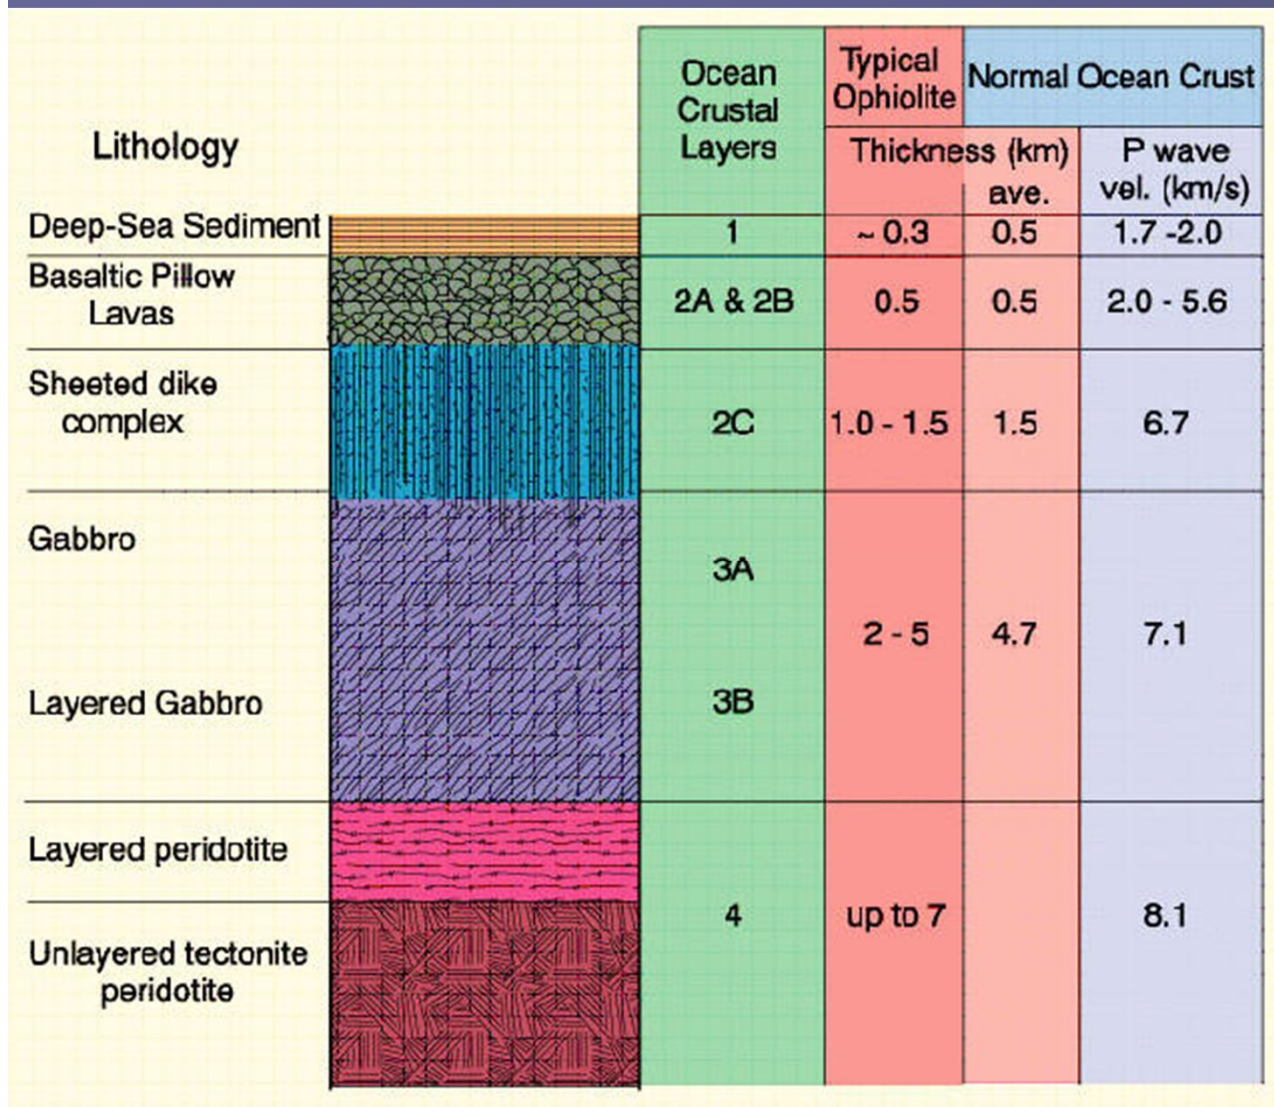 Ocean
Crustal
Layers
Typical
Ophiolite
Normal Ocean Crust
Lithology
Thickness (km)
ave.
P wave
vel. (km/s)
Deep-Sea Sediment
1
~ 0.3
0.5
1.7 -2.0
Basaltic Pillow
Lavas
2A & 2B
0.5
0.5
2.0 - 5.6
Sheeted dike
complex
2C
1.0 - 1.5
1.5
6.7
Gabbro
3A
2 - 5
4.7
7.1
Layered Gabbro
3B
Layered peridotite
4
up to 7
8.1
Unlayered tectonite
peridotite